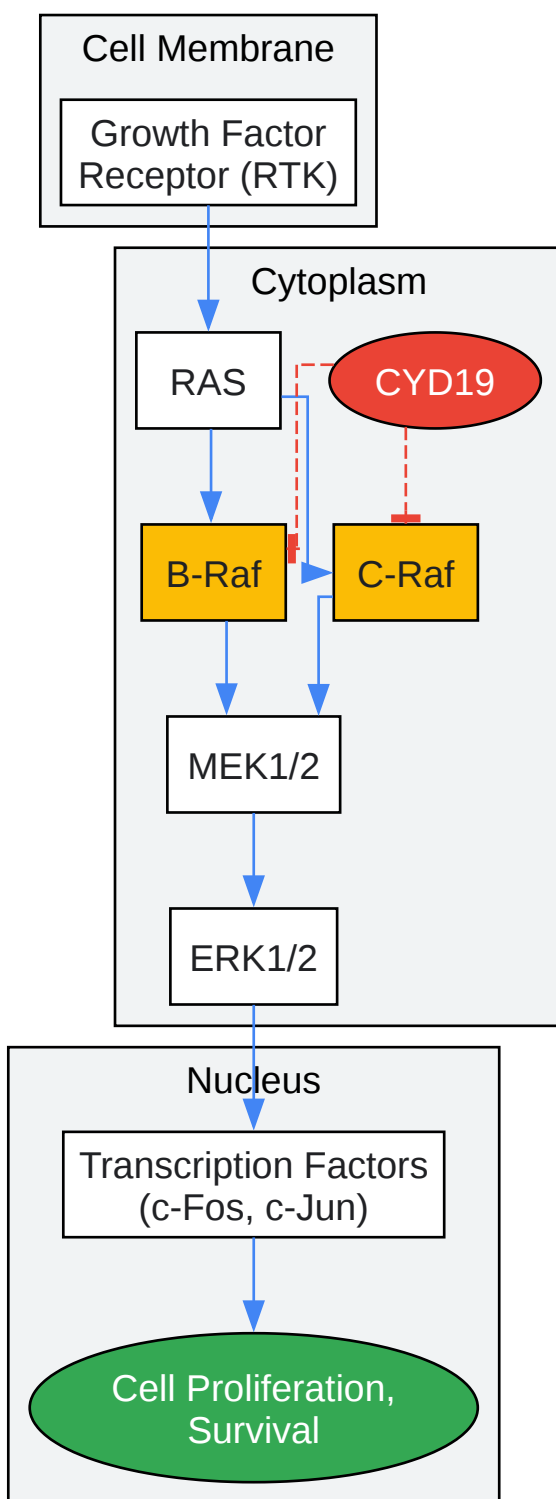 Cell Membrane
Growth Factor
Receptor (RTK)
Cytoplasm
RAS
CYD19
B-Raf
C-Raf
MEK1/2
ERK1/2
Nucleus
Transcription Factors
(c-Fos, c-Jun)
Cell Proliferation,
Survival